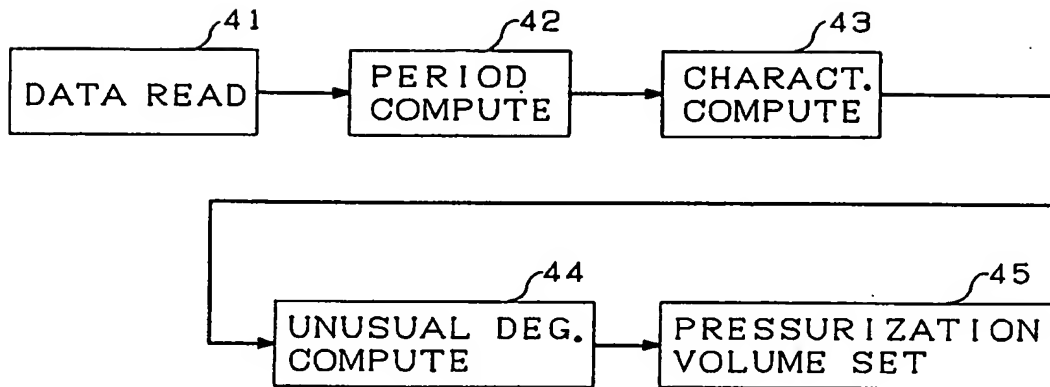 41
DATA READ
42
PERIOD
COMPUTE
43
CHARACT.
COMPUTE
44
UNUSUAL DEG.
COMPUTE
45
PRESSURIZATION
VOLUME SET